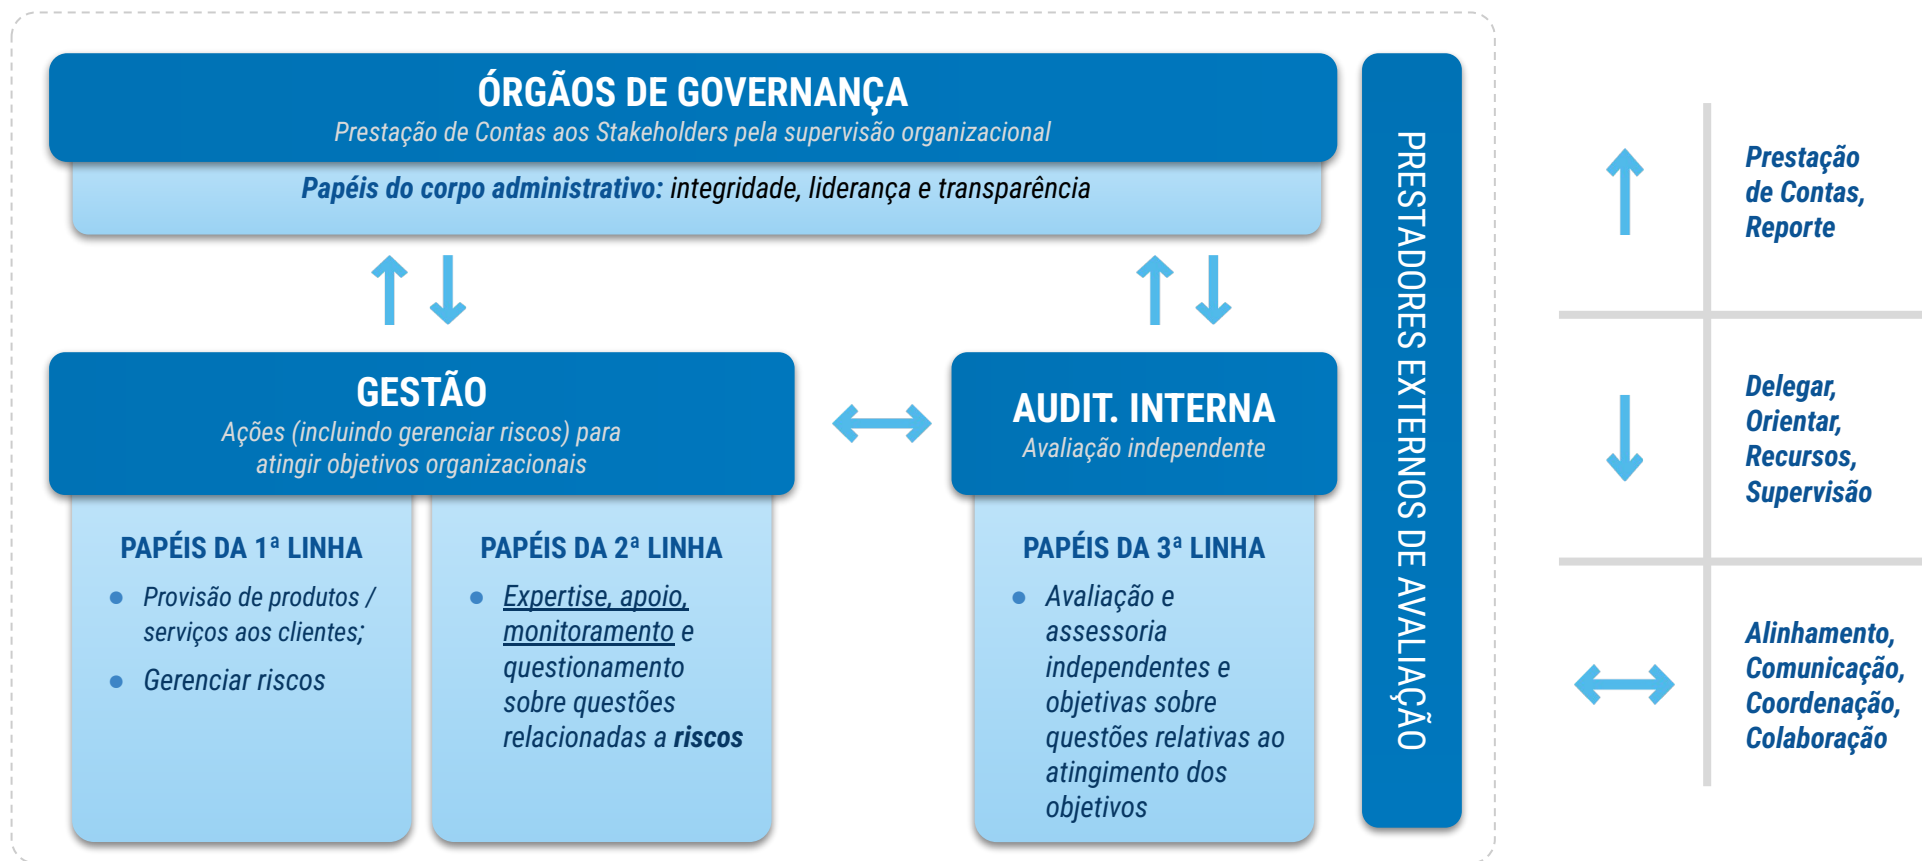 ÓRGÃOS DE GOVERNANÇA
Prestação de Contas aos Stakeholders pela supervisão organizacional
Papéis do corpo administrativo: integridade, liderança e transparência
GESTÃO
Ações (incluindo gerenciar riscos) para
atingir objetivos organizacionais
PAPÉIS DA 1ª LINHA
● Provisão de produtos /
serviços aos clientes;
● Gerenciar riscos
PAPÉIS DA 2ª LINHA
● Expertise, apoio,
monitoramento e
questionamento
sobre questões
relacionadas a riscos
AUDIT. INTERNA
Avaliação independente
PAPÉIS DA 3ª LINHA
● Avaliação e
assessoria
independentes e
objetivas sobre
questões relativas ao
atingimento dos
objetivos
PRESTADORES EXTERNOS DE AVALIAÇÃO
Prestação
de Contas,
Reporte
Delegar,
Orientar,
Recursos,
Supervisão
Alinhamento,
Comunicação,
Coordenação,
Colaboração